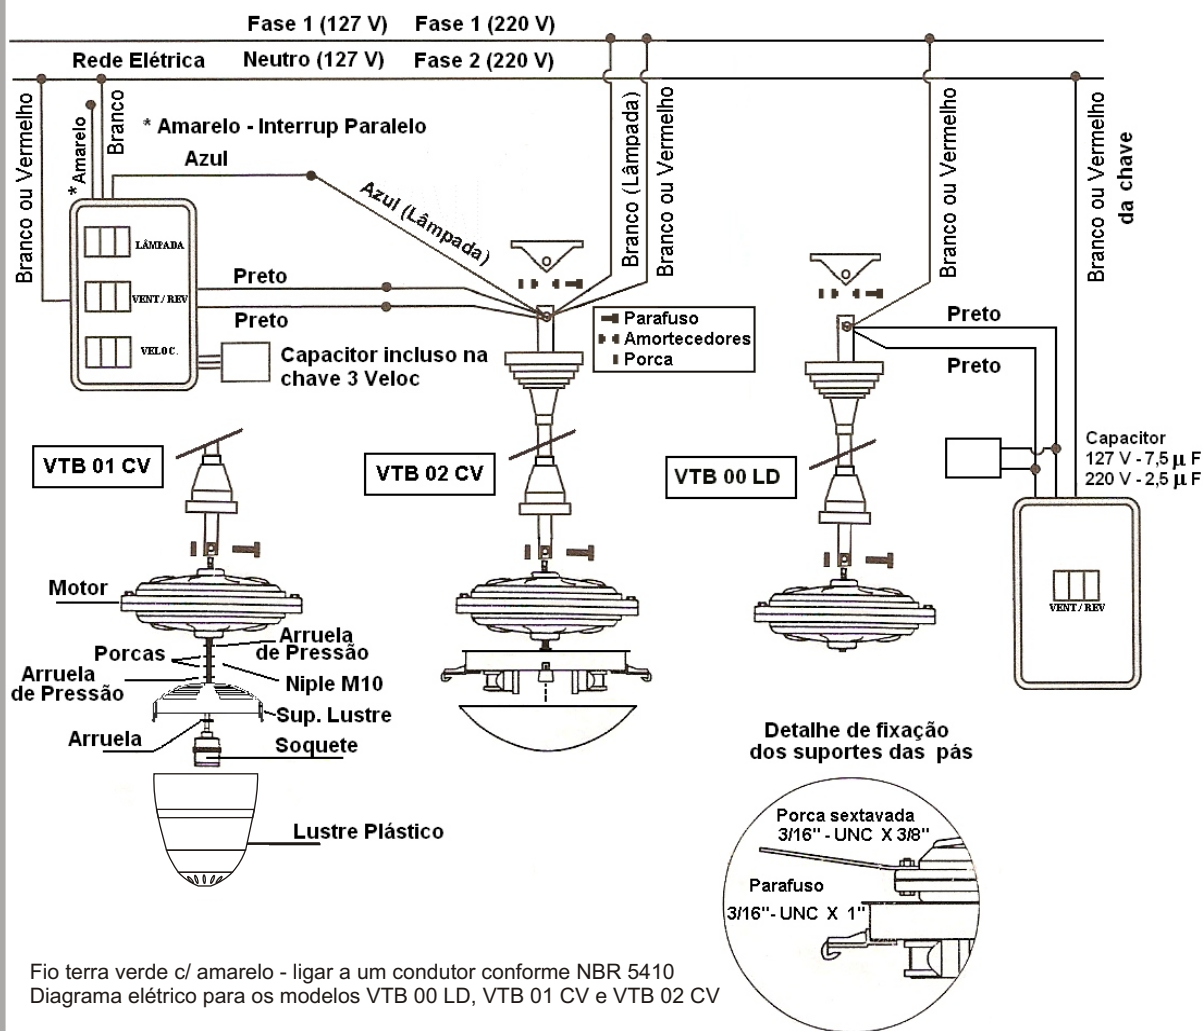 Fase 1 (127 V) Fase 1 (220 V)
Rede Elétrica Neutro (127 V) Fase 2 (220 V)
Branco ou Vermelho
* Amarelo
Branco
* Amarelo - Interrup Paralelo
Azul
Azul (Lâmpada)
Branco (Lâmpada)
Branco ou Vermelho
Branco ou Vermelho
Branco ou Vermelho
da chave
LÂMPADA
VENT / REV
VELOC.
Preto
Preto
Capacitor incluso na
chave 3 Veloc
Parafuso
Amortecedores
Porca
Preto
Preto
Capacitor
127 V - 7,5 µ F
220 V - 2,5 µ F
VENT / REV
VTB 01 CV
VTB 02 CV
VTB 00 LD
Motor
Arruela
de Pressão
Porcas
Arruela
de Pressão
Niple M10
Sup. Lustre
Arruela
Soquete
Lustre Plástico
Detalhe de fixação
dos suportes das pás
Porca sextavada
3/16" - UNC X 3/8"
Parafuso
3/16"- UNC X 1"
Fio terra verde c/ amarelo - ligar a um condutor conforme NBR 5410
Diagrama elétrico para os modelos VTB 00 LD, VTB 01 CV e VTB 02 CV